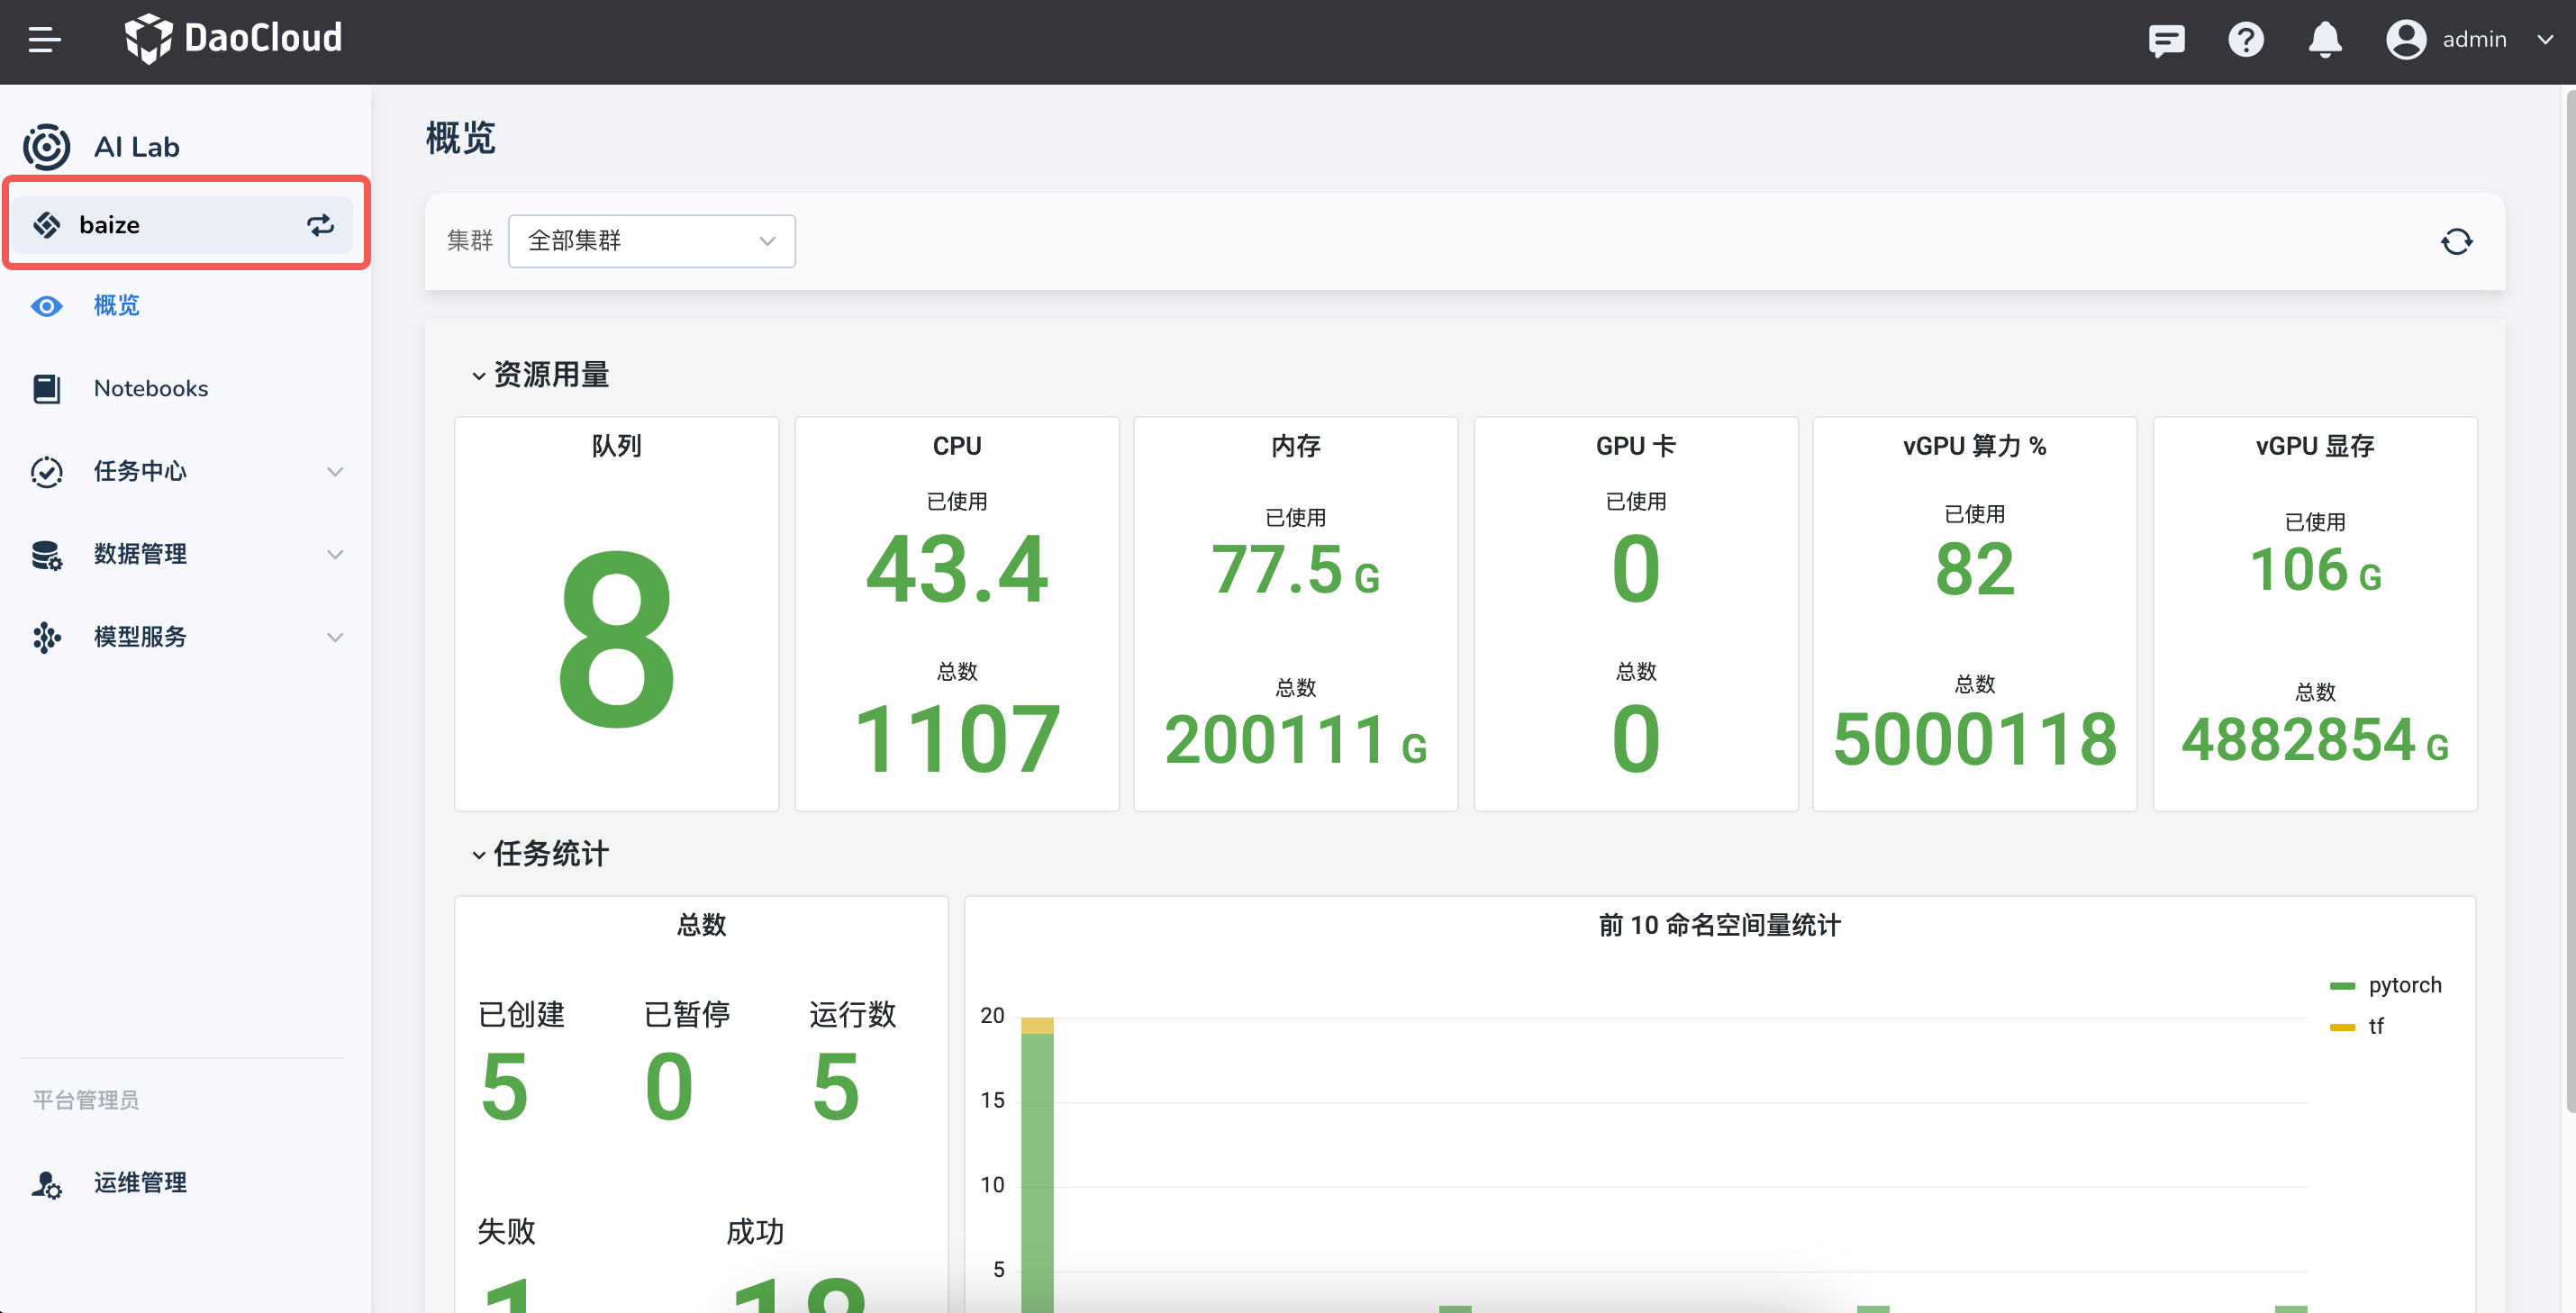 DaoCloud
admin
AI Lab
baize
概览
Notebooks
任务中心
数据管理
模型服务
平台管理员
运维管理
概览
集群 全部集群
资源用量
队列
8
CPU
已使用
43.4
总数
1107
内存
已使用
77.5 G
总数
200111 G
GPU 卡
已使用
0
总数
0
vGPU 算力 %
已使用
82
总数
5000118
vGPU 显存
已使用
106 G
总数
4882854 G
任务统计
总数
已创建 已暂停 运行数
5 0 5
失败 成功
1 18
前 10 命名空间量统计
20
15
10
5
pytorch
tf